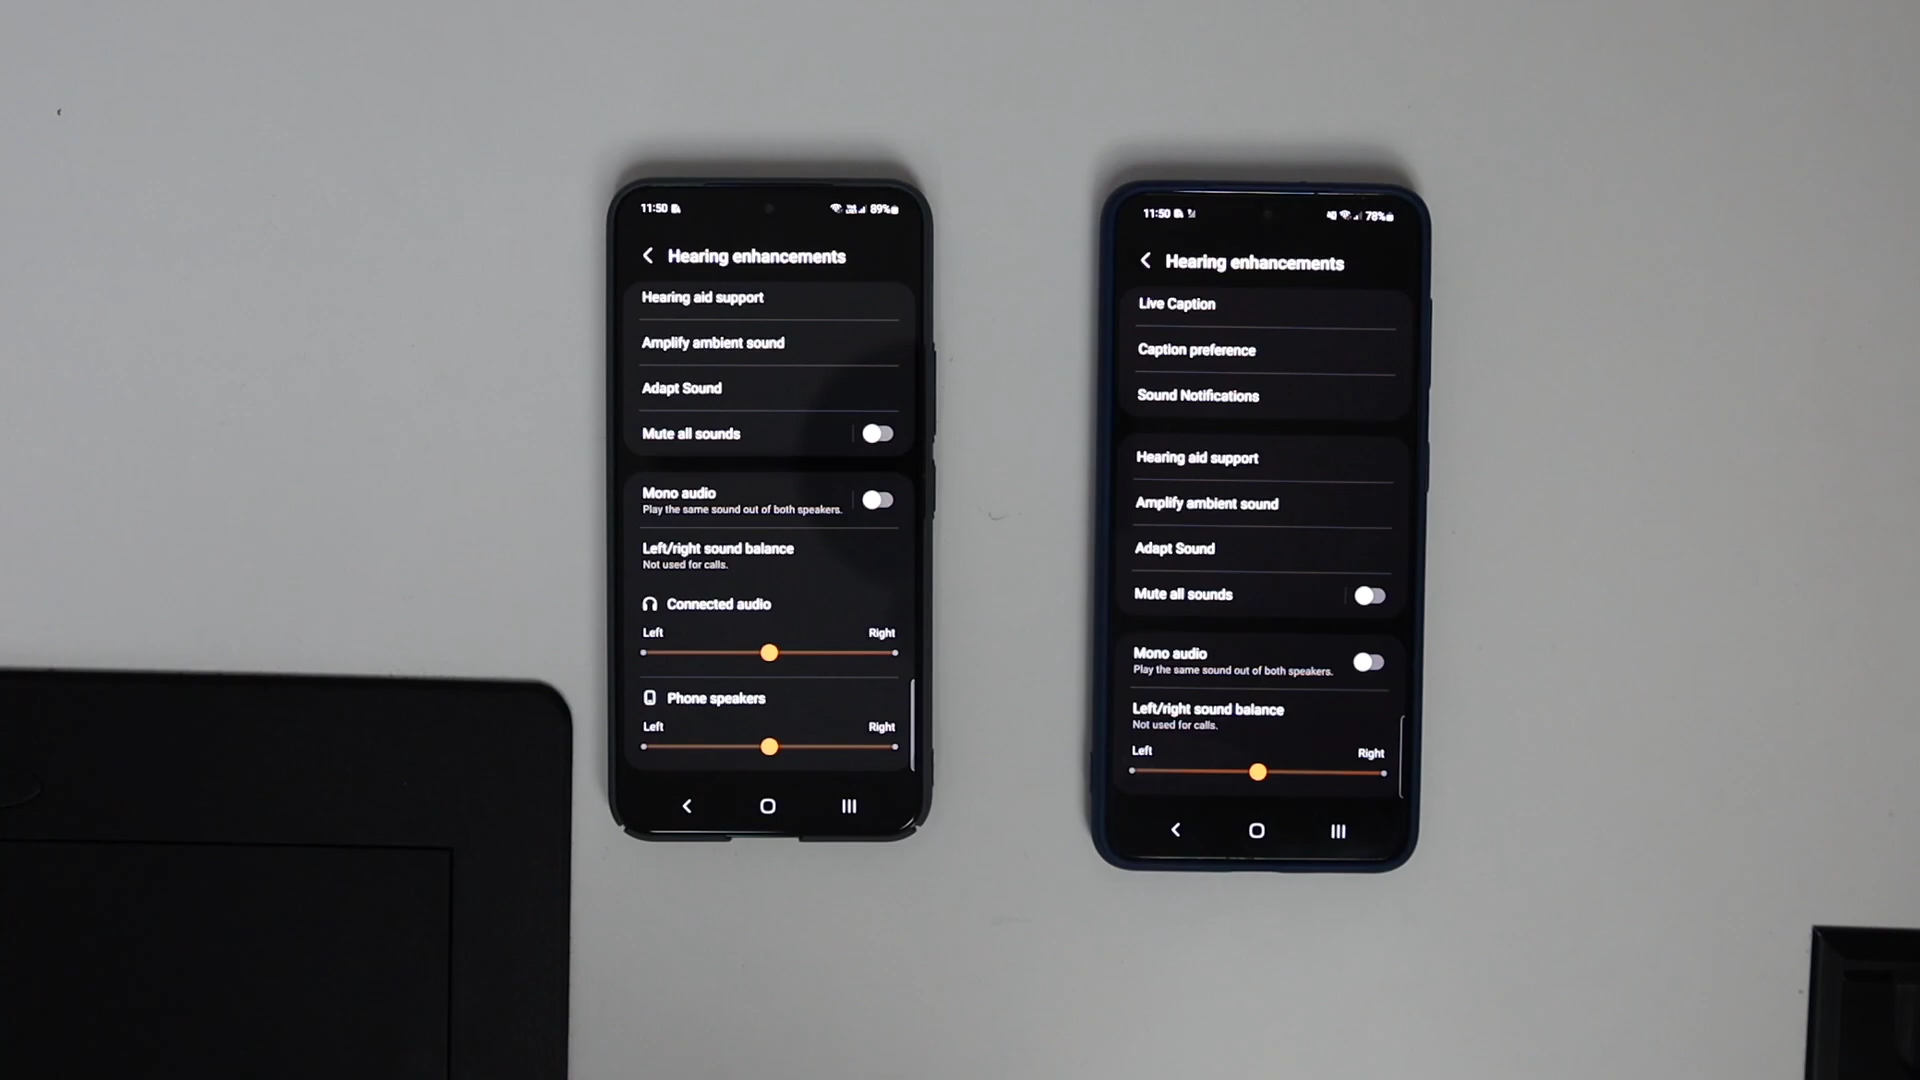 11:50
89%
Hearing enhancements
Hearing aid support
Amplify ambient sound
Adapt Sound
Mute all sounds
Mono audio
Play the same sound out of both speakers.
Left/right sound balance
Not used for calls.
Connected audio
Left Right
Phone speakers
Left Right
11:50
78%
Hearing enhancements
Live Caption
Caption preference
Sound Notifications
Hearing aid support
Amplify ambient sound
Adapt Sound
Mute all sounds
Mono audio
Play the same sound out of both speakers.
Left/right sound balance
Not used for calls.
Left Right